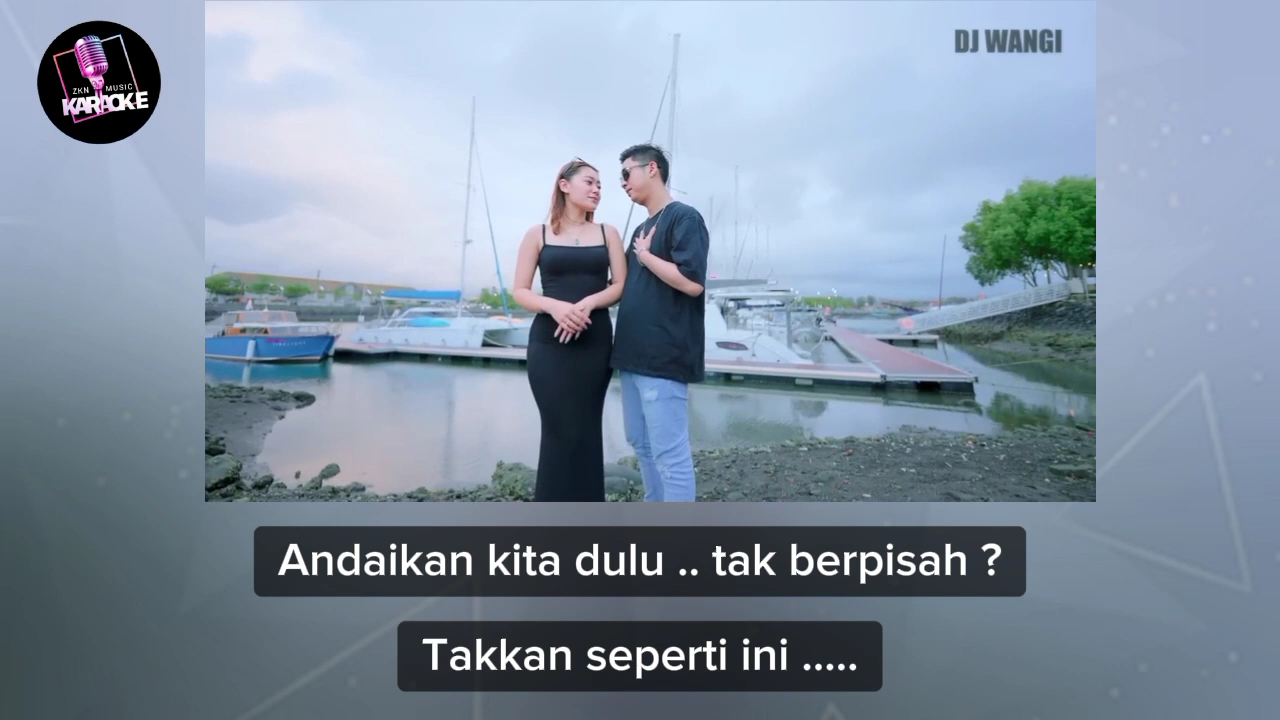 ZKN MUSIC
KARAOKE
DJ WANGI
Andaikan kita dulu .. tak berpisah ?
Takkan seperti ini .....